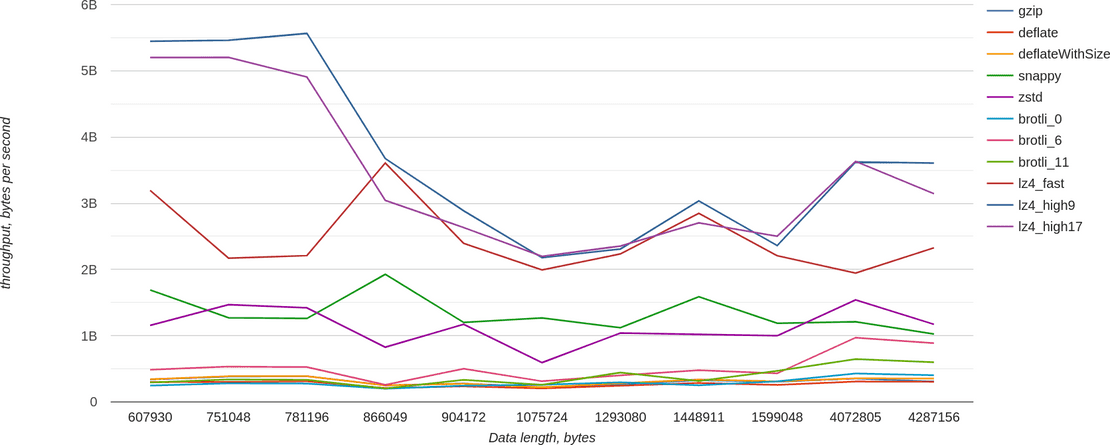 throughput, bytes per second
6B
5B
4B
3B
2B
1B
0
607930 751048 781196 866049 904172 1075724 1293080 1448911 1599048 4072805 4287156
Data length, bytes
gzip
deflate
deflateWithSize
snappy
zstd
brotli_0
brotli_6
brotli_11
lz4_fast
lz4_high9
lz4_high17